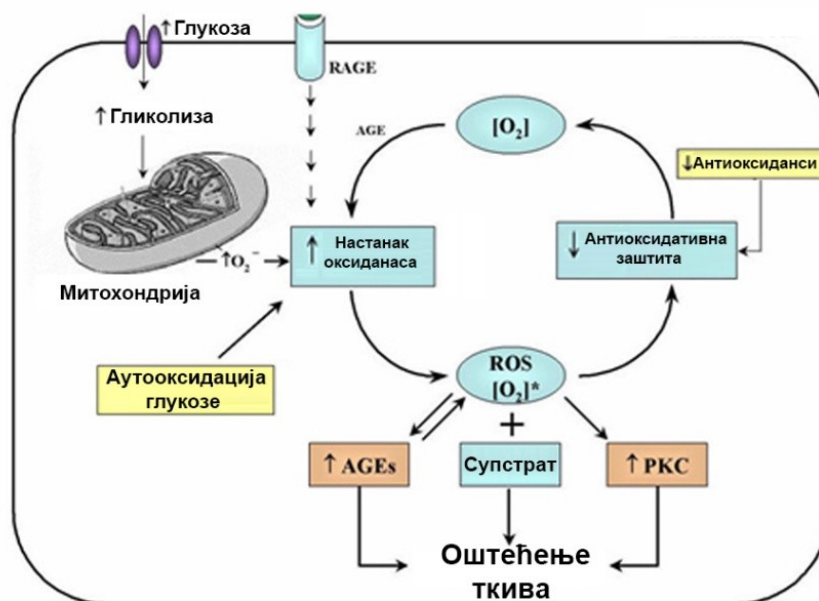 ↑ Глукоза
RAGE
↑ Гликолиза
AGE
[O₂]
↓Антиоксиданси
↑ Настанак
оксиданаса
↓ Антиоксидативна
заштита
↑O₂⁻
Митохондрија
Аутооксидација
глукозе
ROS
[O₂]*
+
↑ AGEs
Супстрат
↑ PKC
Оштећење
ткива